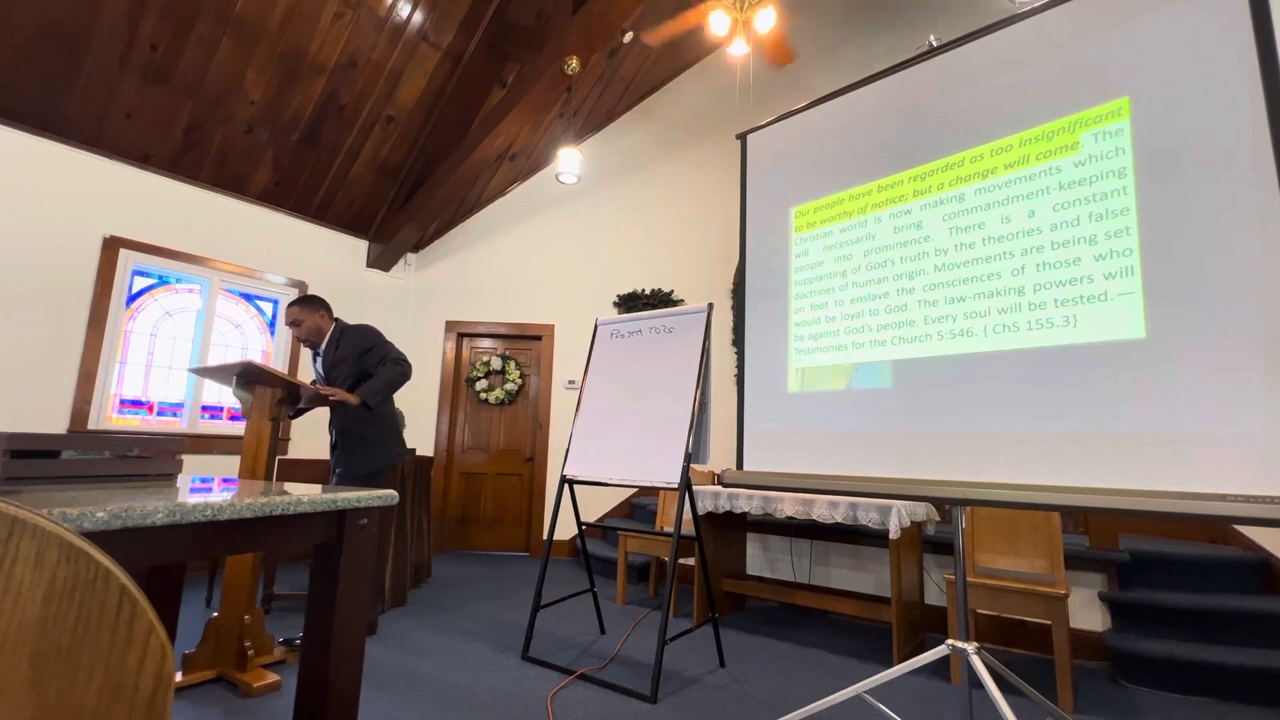 Project 2025
Our people have been regarded as too insignificant
to be worthy of notice; but a change will come. The
Christian world is now making movements which
will necessarily bring commandment-keeping
people into prominence. There is a constant
supplanting of God's truth by the theories and false
doctrines of human origin. Movements are being set
on foot to enslave the consciences of those who
would be loyal to God. The law-making powers will
be against God's people. Every soul will be tested.—
Testimonies for the Church 5:546. { ChS 155.3}
DA-LITE